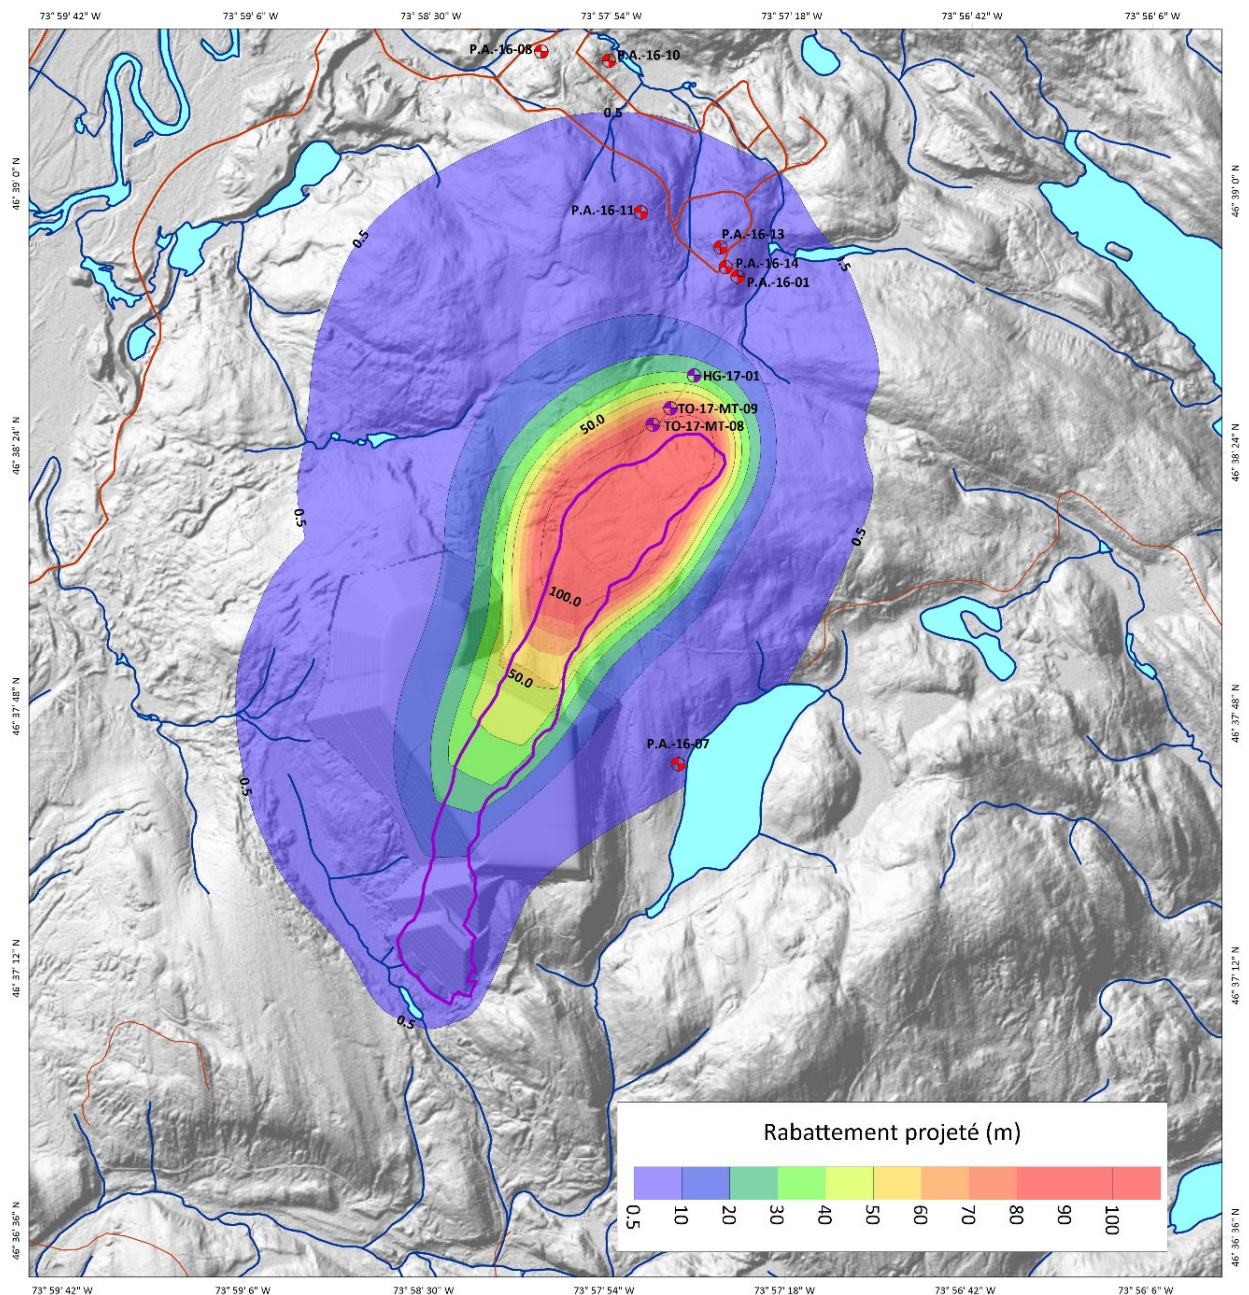 73° 59' 42" W 73° 59' 6" W 73° 58' 30" W 73° 57' 54" W 73° 57' 18" W 73° 56' 42" W 73° 56' 6" W
P.A.-16-08
P.A.-16-10
0.5
46° 39' 0" N
46° 39' 0" N
P.A.-16-11
P.A.-16-13
0.5
P.A.-16-14
0.5
P.A.-16-01
HG-17-01
TO-17-MT-09
50.0
TO-17-MT-08
46° 38' 24" N
46° 38' 24" N
0.5
0.5
100.0
50.0
46° 37' 48" N
46° 37' 48" N
P.A.-16-07
0.5
46° 37' 12" N
46° 37' 12" N
0.5
Rabattement projeté (m)
0.5 10 20 30 40 50 60 70 80 90 100
46° 36' 36" N
46° 36' 36" N
73° 59' 42" W 73° 59' 6" W 73° 58' 30" W 73° 57' 54" W 73° 57' 18" W 73° 56' 42" W 73° 56' 6" W